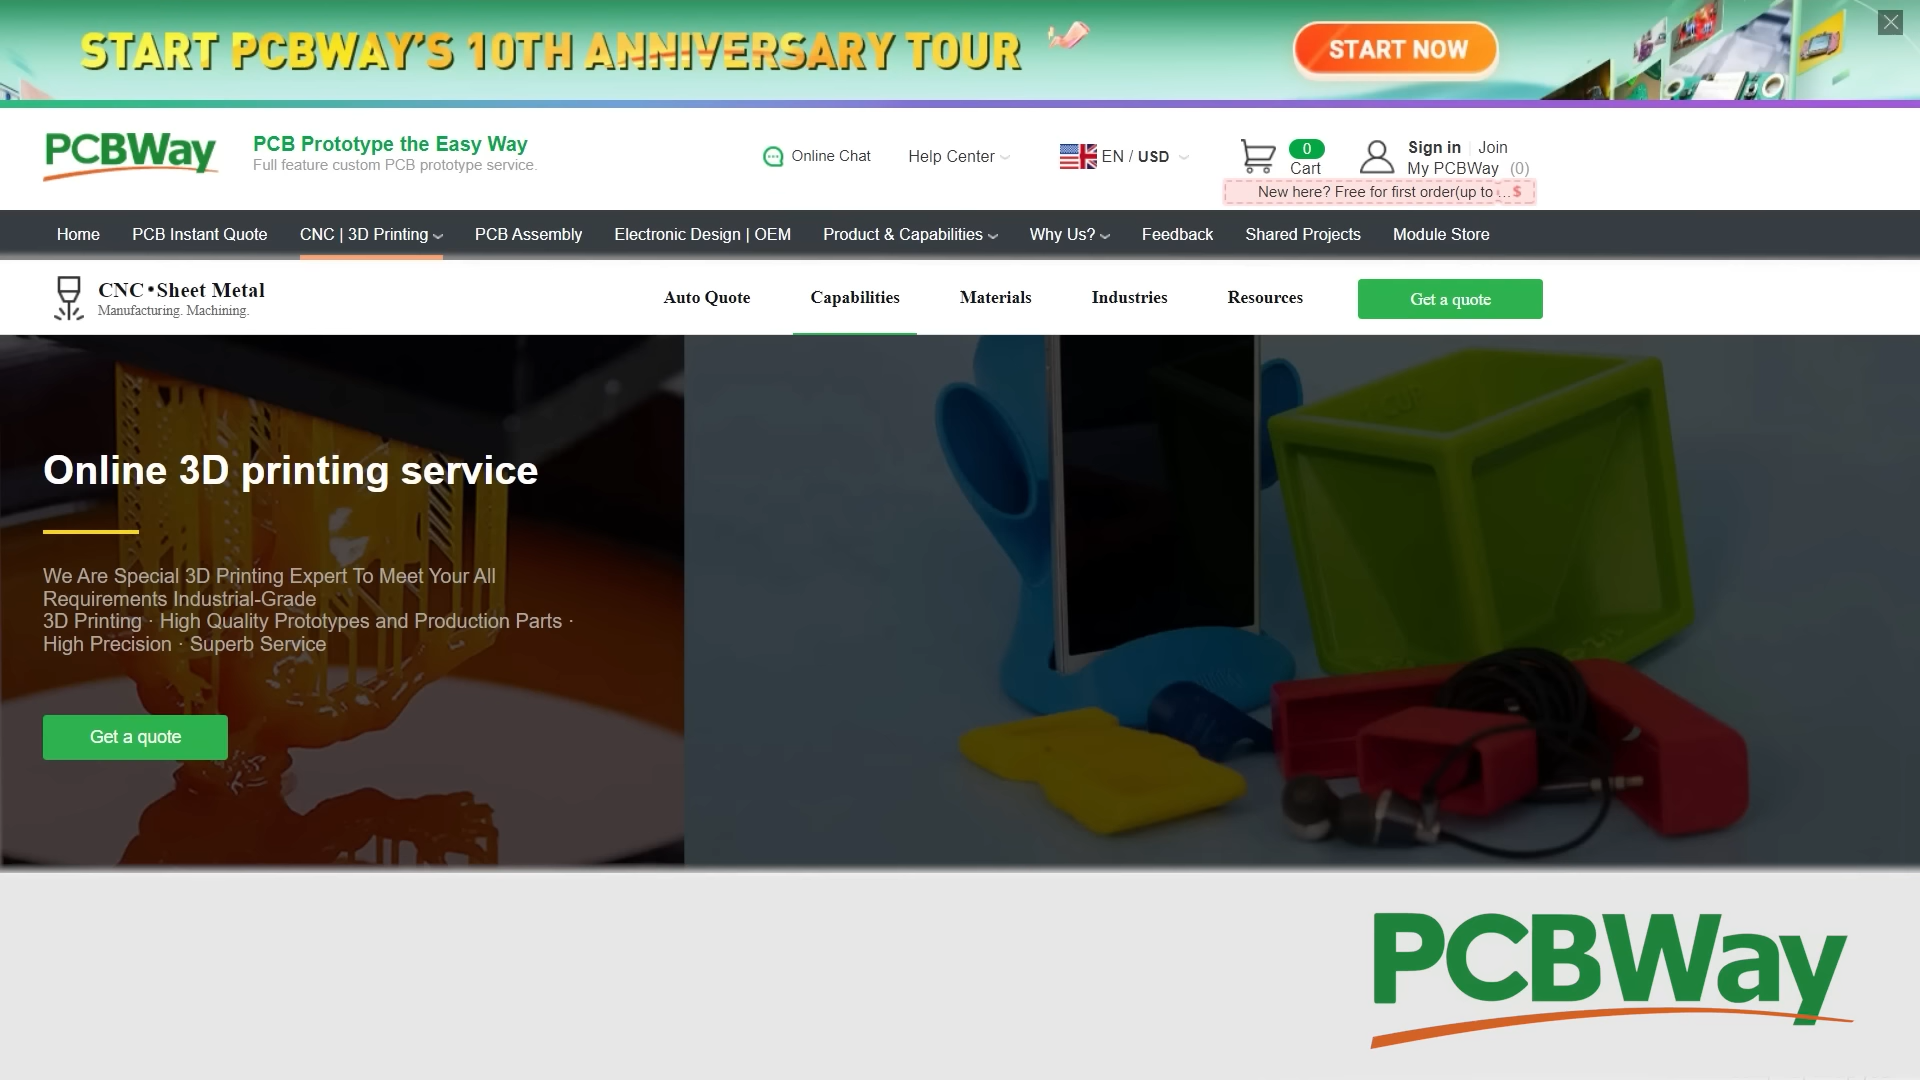 START PCBWAY'S 10TH ANNIVERSARY TOUR
START NOW
PCBWay
PCB Prototype the Easy Way
Full feature custom PCB prototype service.
Online Chat
Help Center
EN / USD
0
Cart
Sign in
Join
My PCBWay (0)
New here? Free for first order(up to ...$
Home
PCB Instant Quote
CNC | 3D Printing
PCB Assembly
Electronic Design | OEM
Product & Capabilities
Why Us?
Feedback
Shared Projects
Module Store
CNC•Sheet Metal
Manufacturing. Machining.
Auto Quote
Capabilities
Materials
Industries
Resources
Get a quote
Online 3D printing service
We Are Special 3D Printing Expert To Meet Your All
Requirements Industrial-Grade
3D Printing · High Quality Prototypes and Production Parts ·
High Precision · Superb Service
Get a quote
PCBWay